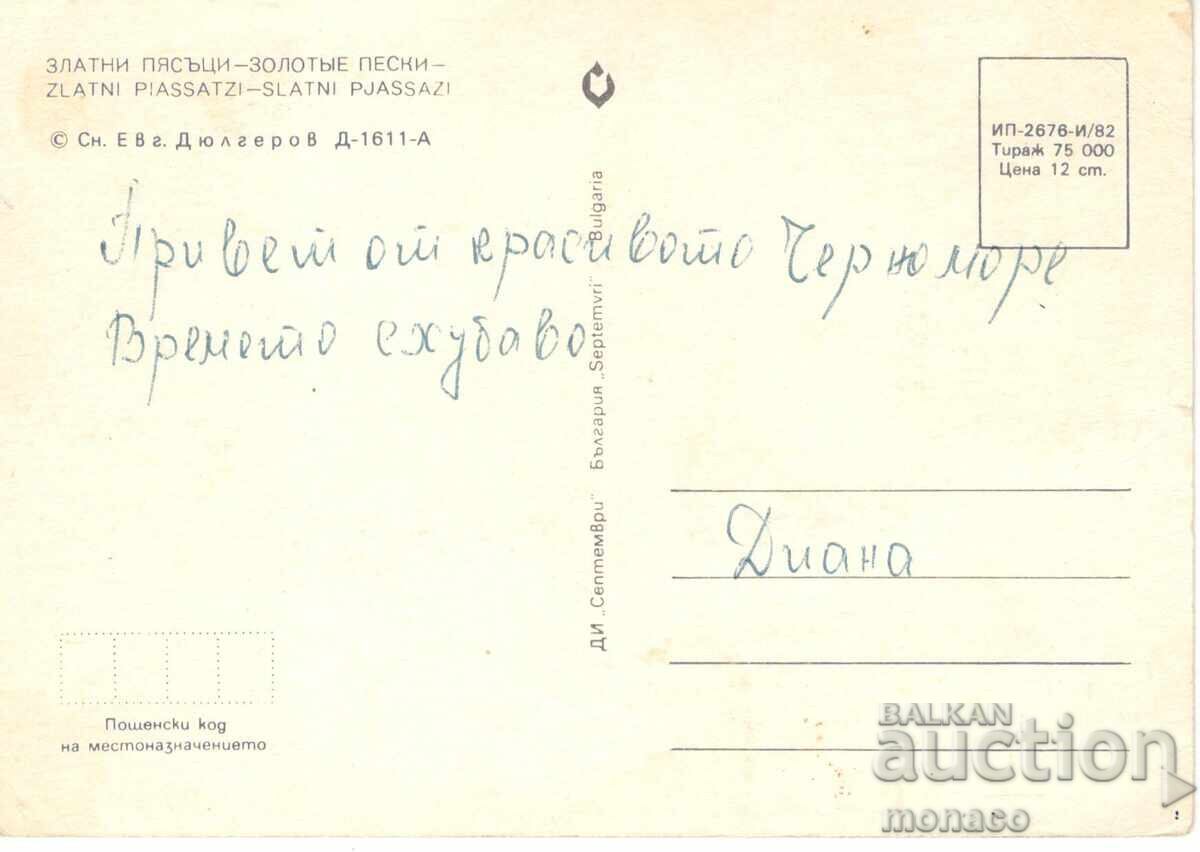 ЗЛАТНИ ПЯСЪЦИ–ЗОЛОТЫЕ ПЕСКИ–
ZLATNI PIASSATZI–SLATNI PJASSAZI
© Сн. Евг. Дюлгеров Д-1611-А
ИП-2676-И/82
Тираж 75 000
Цена 12 ст.
Привет от красивото Черноморе
Времето е хубаво
ДИ „Септември" България „Septemvri" Bulgaria
Диана
Пощенски код
на местоназначението
BALKAN
auction
monaco